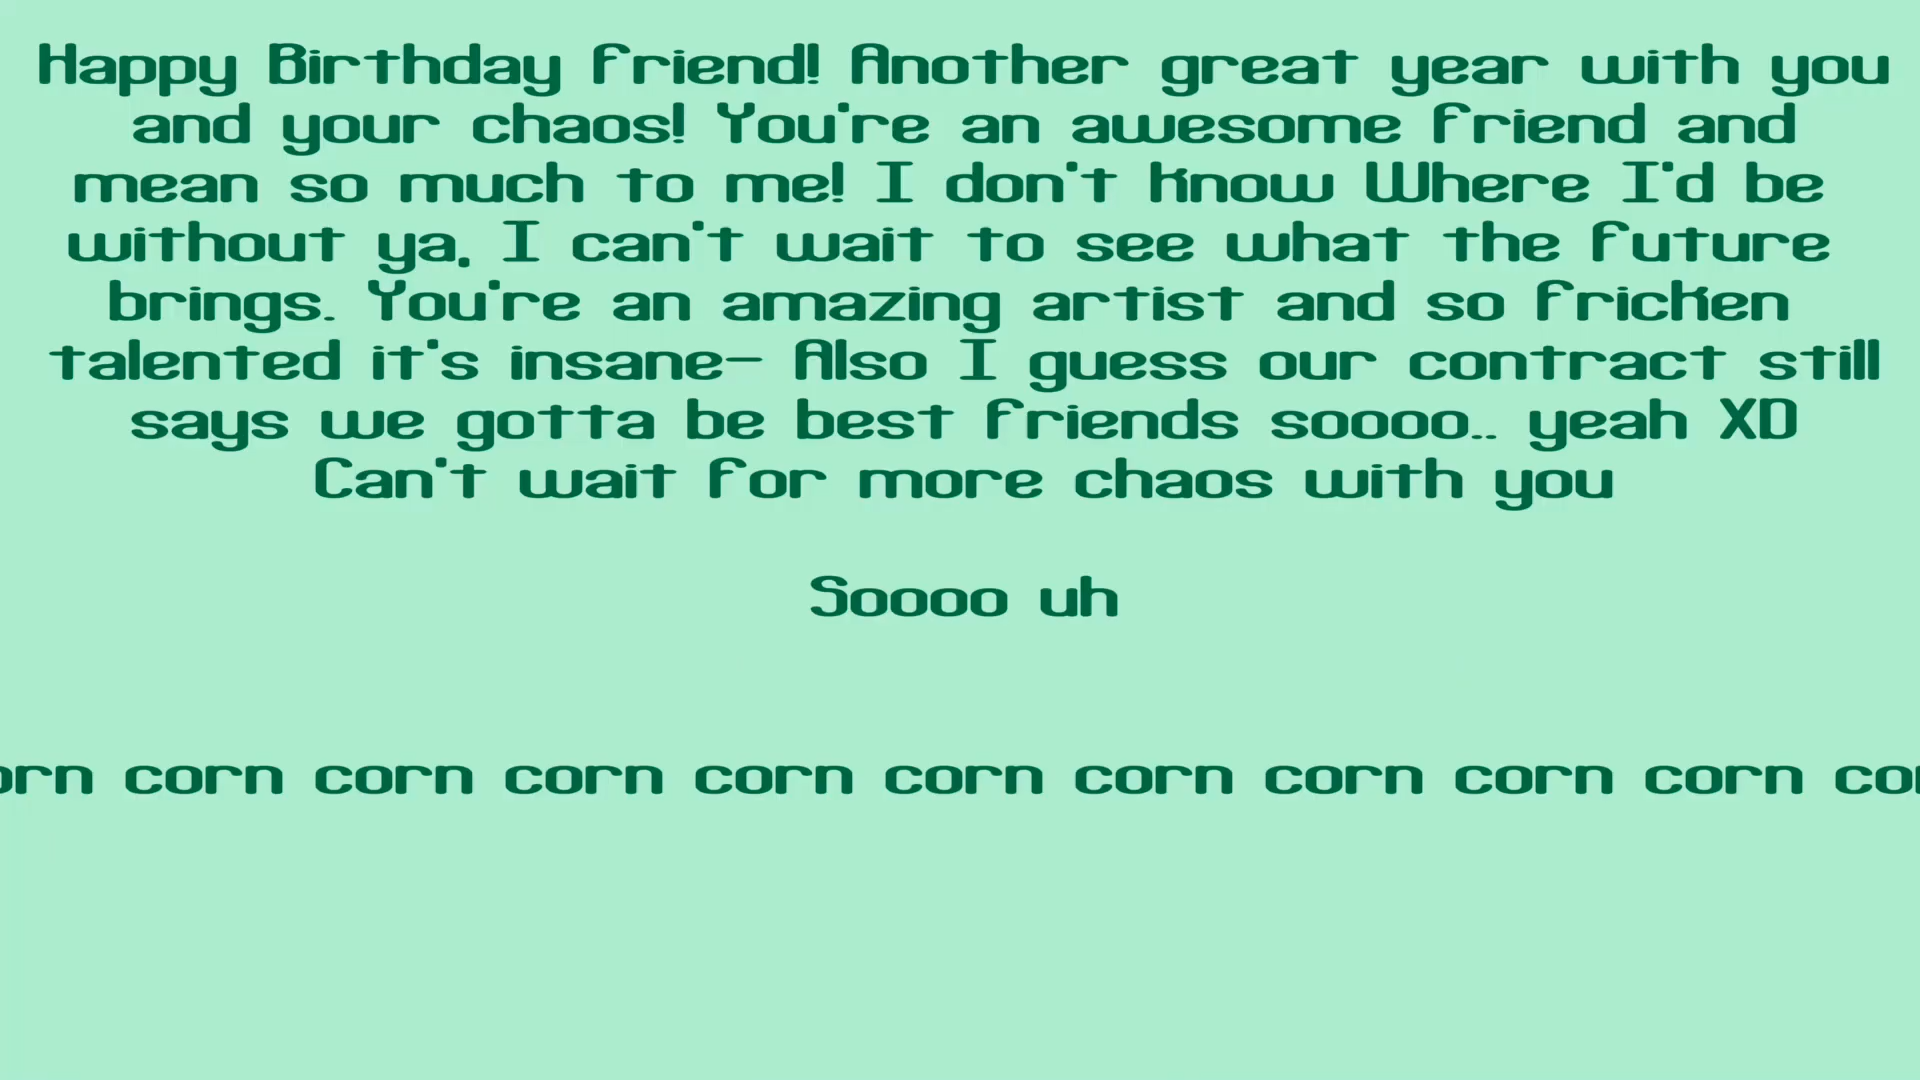 Happy Birthday friend! Another great year with you
and your chaos! You're an awesome friend and
mean so much to me! I don't know Where I'd be
without ya, I can't wait to see what the future
brings. You're an amazing artist and so fricken
talented it's insane- Also I guess our contract still
says we gotta be best friends soooo.. yeah XD
Can't wait for more chaos with you
Soooo uh
orn corn corn corn corn corn corn corn corn corn cor